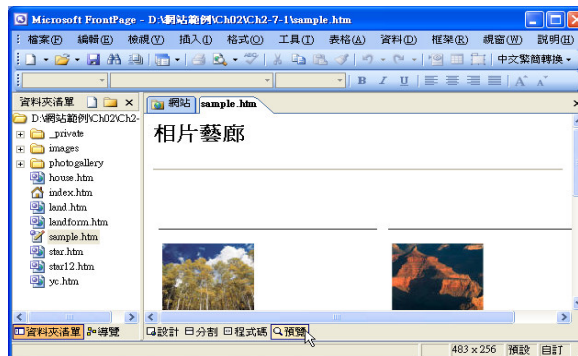 Microsoft FrontPage - D:\網站範例\Ch02\Ch2-7-1\sample.htm
檔案(F) 編輯(E) 檢視(V) 插入(I) 格式(O) 工具(T) 表格(A) 資料(D) 框架(R) 視窗(W) 說明(H)
中文繁簡轉換
B I U A A
資料夾清單
網站 sample.htm
D:\網站範例\Ch02\Ch2-
_private
images
photogallery
house.htm
index.htm
land.htm
landform.htm
sample.htm
star.htm
star12.htm
yc.htm
相片藝廊
資料夾清單 導覽
設計 分割 程式碼 預覽
483 x 256 預設 自訂